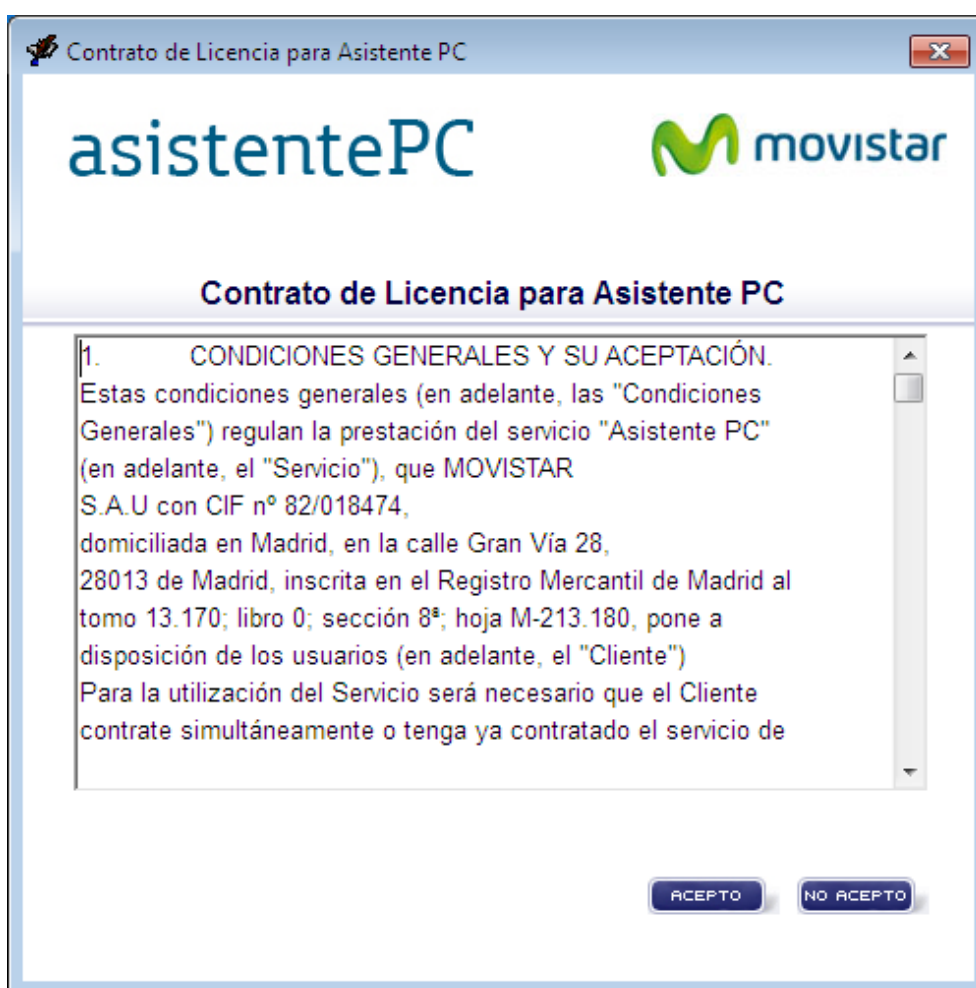 Contrato de Licencia para Asistente PC
asistentePC
movistar
Contrato de Licencia para Asistente PC
1. CONDICIONES GENERALES Y SU ACEPTACIÓN.
Estas condiciones generales (en adelante, las "Condiciones
Generales") regulan la prestación del servicio "Asistente PC"
(en adelante, el "Servicio"), que MOVISTAR
S.A.U con CIF nº 82/018474,
domiciliada en Madrid, en la calle Gran Vía 28,
28013 de Madrid, inscrita en el Registro Mercantil de Madrid al
tomo 13.170; libro 0; sección 8ª; hoja M-213.180, pone a
disposición de los usuarios (en adelante, el "Cliente")
Para la utilización del Servicio será necesario que el Cliente
contrate simultáneamente o tenga ya contratado el servicio de
ACEPTO
NO ACEPTO